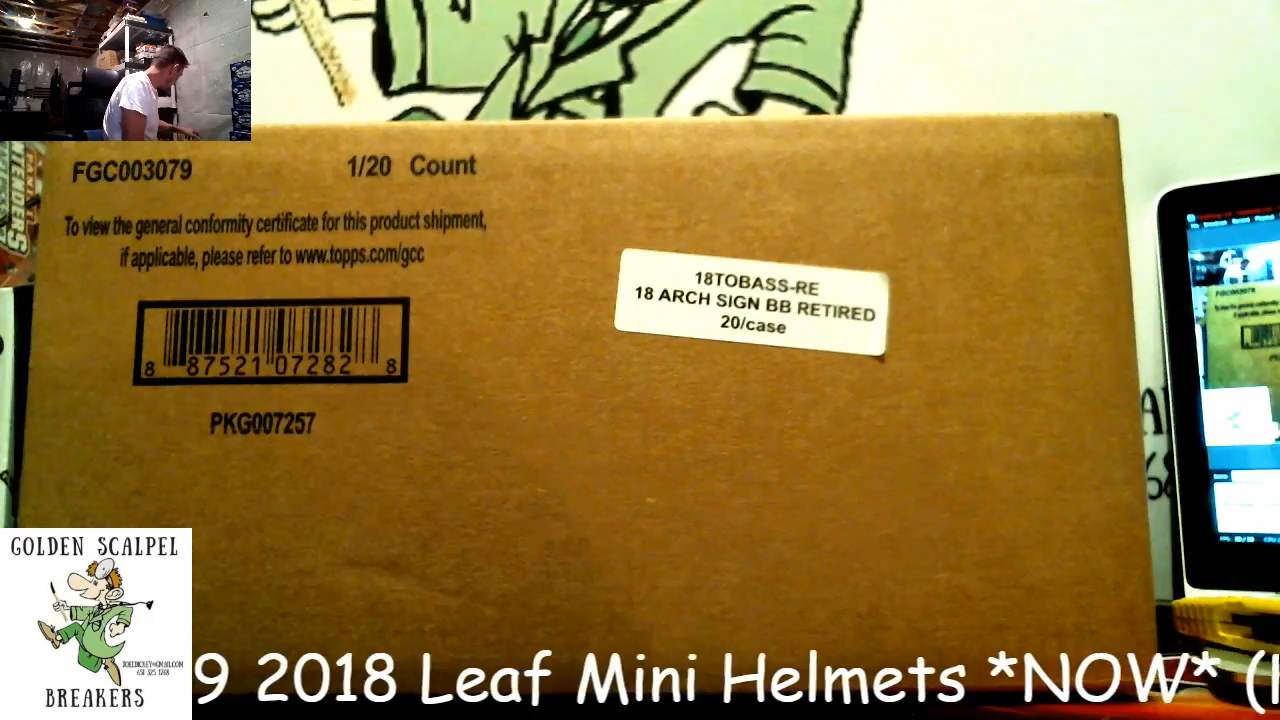 FGC003079
1/20 Count
To view the general conformity certificate for this product shipment,
if applicable, please refer to www.topps.com/gcc
8 87521 07282 8
PKG007257
18TOBASS-RE
18 ARCH SIGN BB RETIRED
20/case
GOLDEN SCALPEL
BREAKERS
9 2018 Leaf Mini Helmets *NOW* (